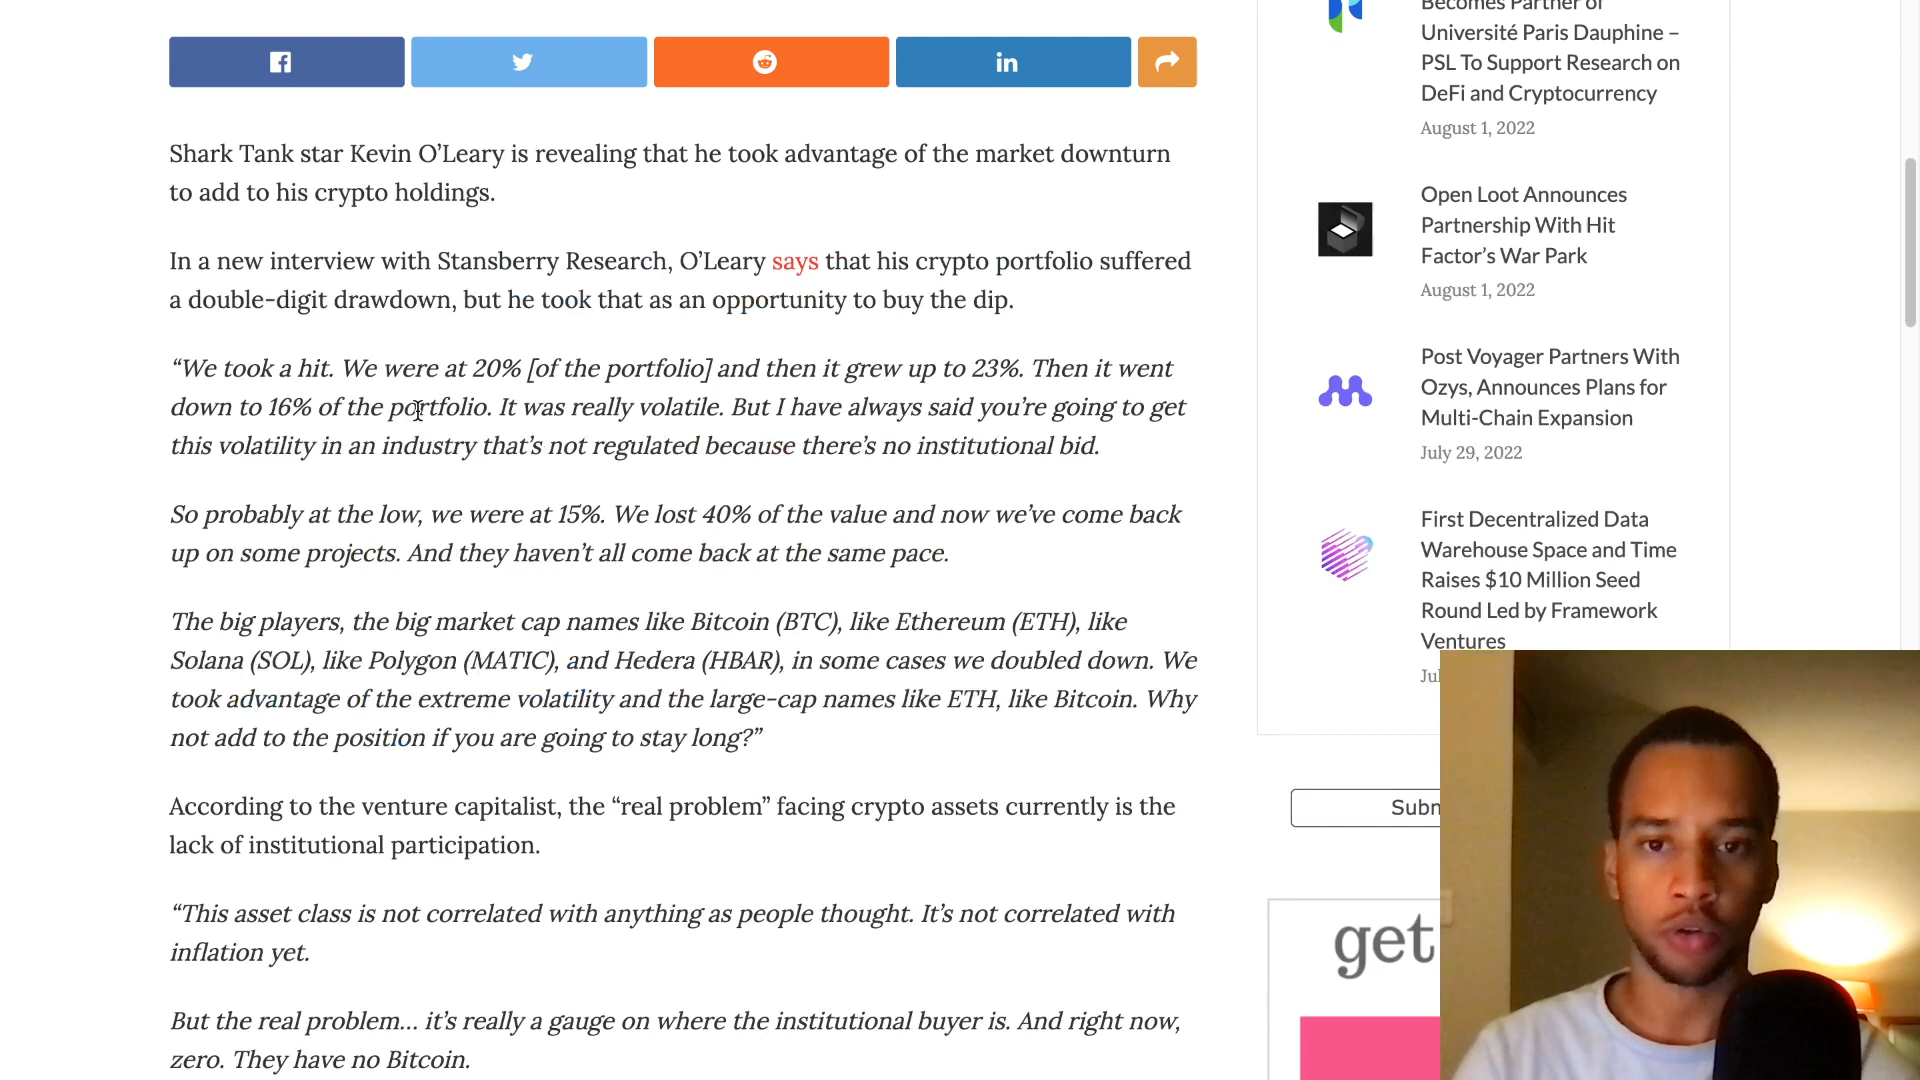 Shark Tank star Kevin O’Leary is revealing that he took advantage of the market downturn
to add to his crypto holdings.
In a new interview with Stansberry Research, O’Leary says that his crypto portfolio suffered
a double-digit drawdown, but he took that as an opportunity to buy the dip.
“We took a hit. We were at 20% [of the portfolio] and then it grew up to 23%. Then it went
down to 16% of the portfolio. It was really volatile. But I have always said you’re going to get
this volatility in an industry that’s not regulated because there’s no institutional bid.
So probably at the low, we were at 15%. We lost 40% of the value and now we’ve come back
up on some projects. And they haven’t all come back at the same pace.
The big players, the big market cap names like Bitcoin (BTC), like Ethereum (ETH), like
Solana (SOL), like Polygon (MATIC), and Hedera (HBAR), in some cases we doubled down. We
took advantage of the extreme volatility and the large-cap names like ETH, like Bitcoin. Why
not add to the position if you are going to stay long?”
According to the venture capitalist, the “real problem” facing crypto assets currently is the
lack of institutional participation.
“This asset class is not correlated with anything as people thought. It’s not correlated with
inflation yet.
But the real problem… it’s really a gauge on where the institutional buyer is. And right now,
zero. They have no Bitcoin.
Becomes Partner of
Université Paris Dauphine –
PSL To Support Research on
DeFi and Cryptocurrency
August 1, 2022
Open Loot Announces
Partnership With Hit
Factor’s War Park
August 1, 2022
Post Voyager Partners With
Ozys, Announces Plans for
Multi-Chain Expansion
July 29, 2022
First Decentralized Data
Warehouse Space and Time
Raises $10 Million Seed
Round Led by Framework
Ventures
Jul
Subm
get